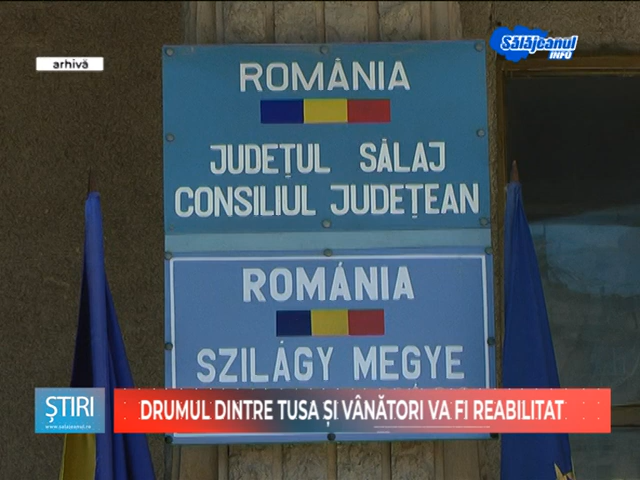 arhivă
Sălăjeanul
INFO
ROMÂNIA
JUDEȚUL SĂLAJ
CONSILIUL JUDEȚEAN
ROMÁNIA
SZILÁGY MEGYE
ȘTIRI
www.salajeanul.ro
DRUMUL DINTRE TUSA ȘI VÂNĂTORI VA FI REABILITAT